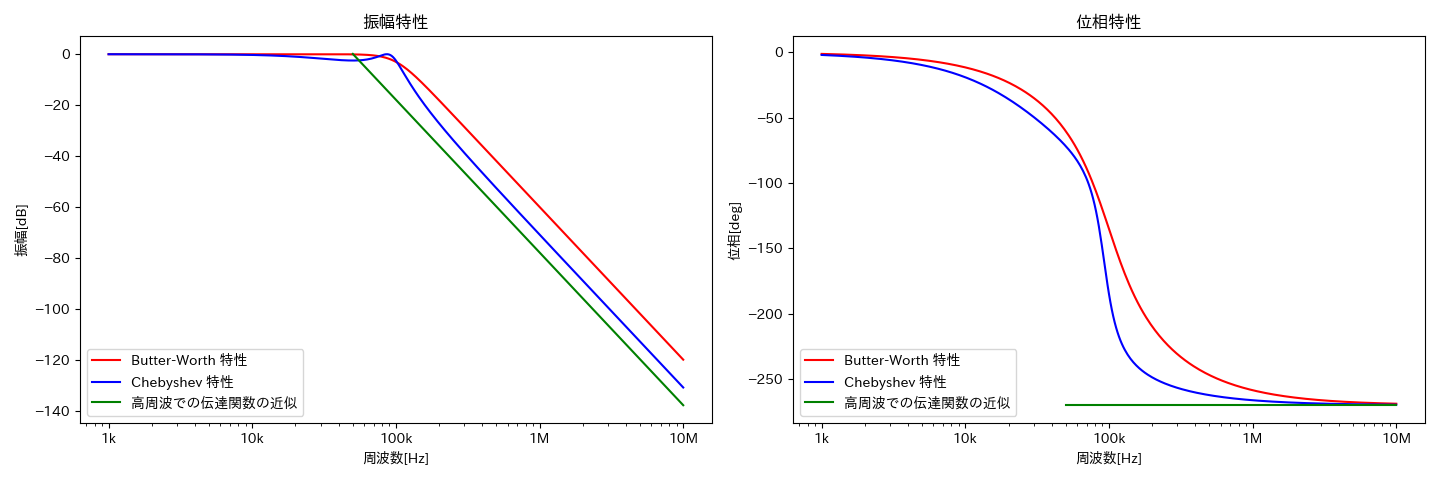 振幅特性
振幅[dB]
0
−20
−40
−60
−80
−100
−120
−140
Butter-Worth 特性
Chebyshev 特性
高周波での伝達関数の近似
1k 10k 100k 1M 10M
周波数[Hz]
位相特性
位相[deg]
0
−50
−100
−150
−200
−250
Butter-Worth 特性
Chebyshev 特性
高周波での伝達関数の近似
1k 10k 100k 1M 10M
周波数[Hz]